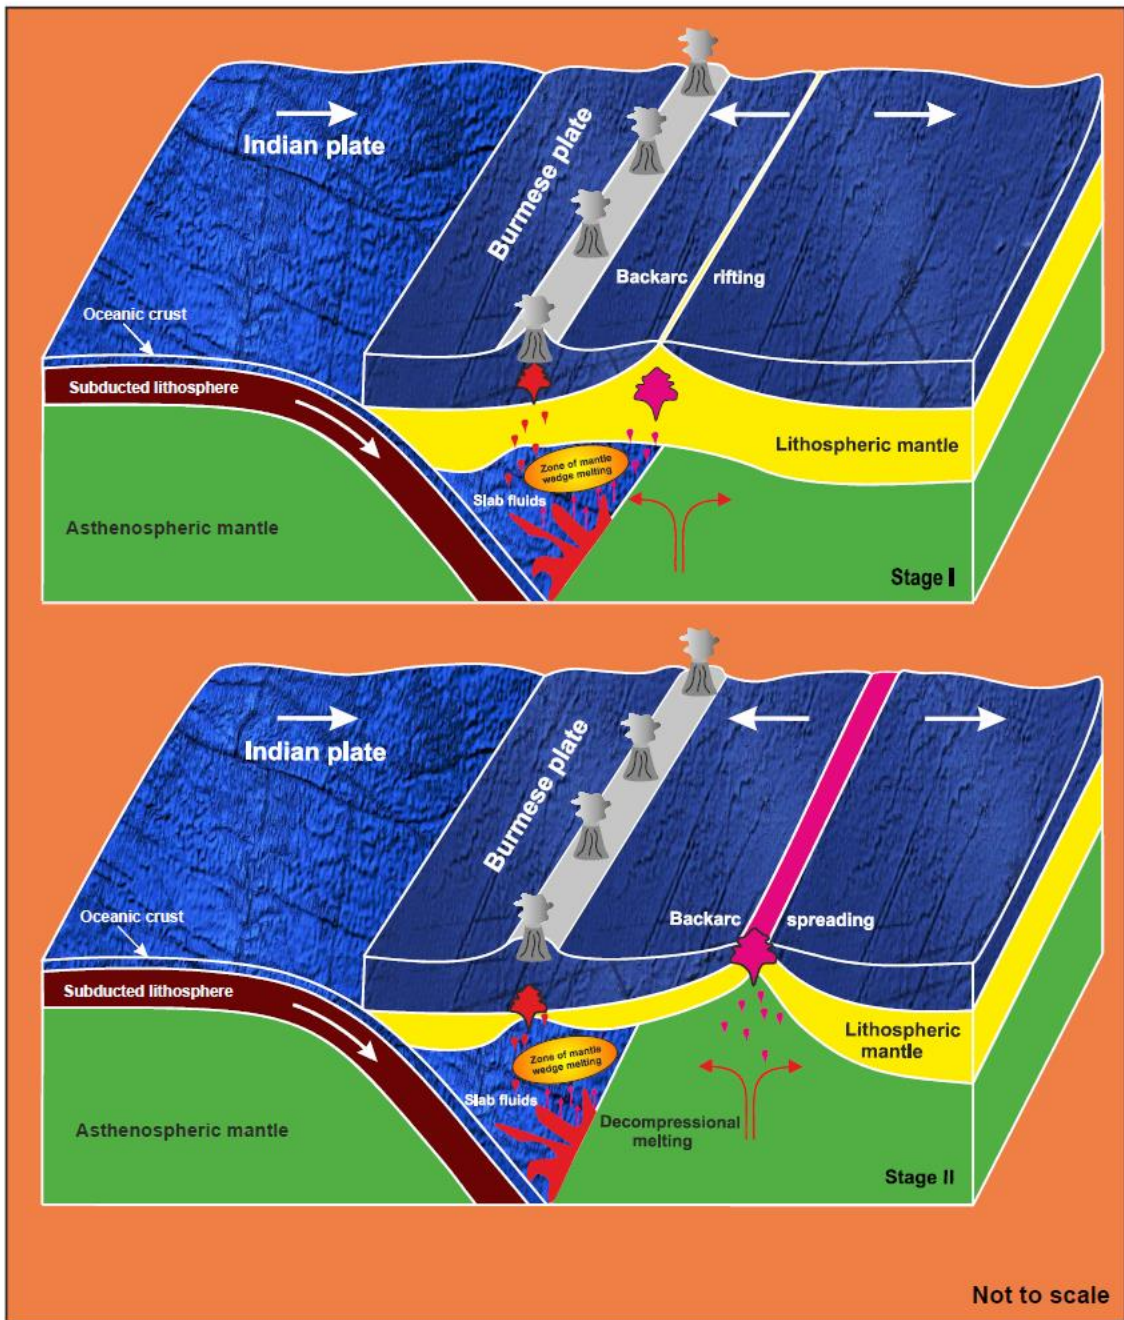 Indian plate
Burmese plate
Backarc rifting
Oceanic crust
Subducted lithosphere
Lithospheric mantle
Zone of mantle
wedge melting
Slab fluids
Asthenospheric mantle
Stage I
Indian plate
Burmese plate
Backarc spreading
Oceanic crust
Subducted lithosphere
Lithospheric
mantle
Zone of mantle
wedge melting
Slab fluids
Decompressional
melting
Asthenospheric mantle
Stage II
Not to scale